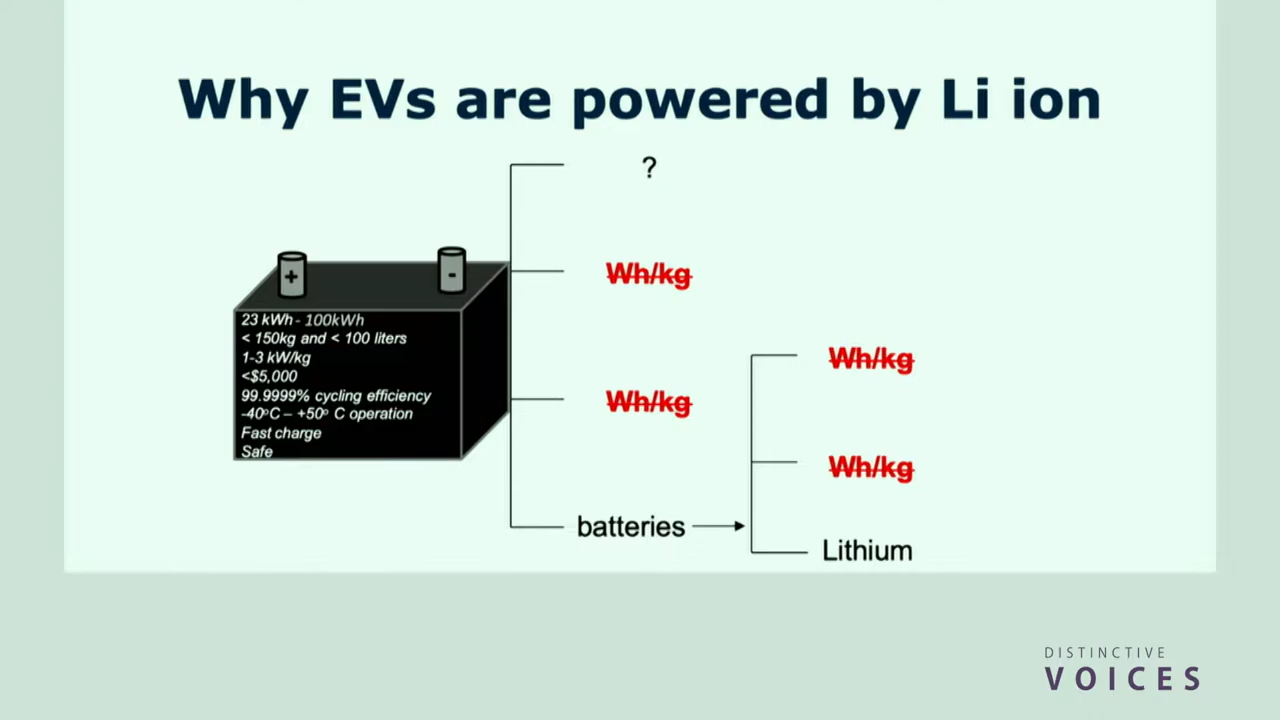 Why EVs are powered by Li ion
?
Wh/kg
Wh/kg
batteries
Wh/kg
Wh/kg
Lithium
+
-
23 kWh - 100kWh
< 150kg and < 100 liters
1-3 kW/kg
<$5,000
99.9999% cycling efficiency
-40ºC – +50º C operation
Fast charge
Safe
DISTINCTIVE
VOICES